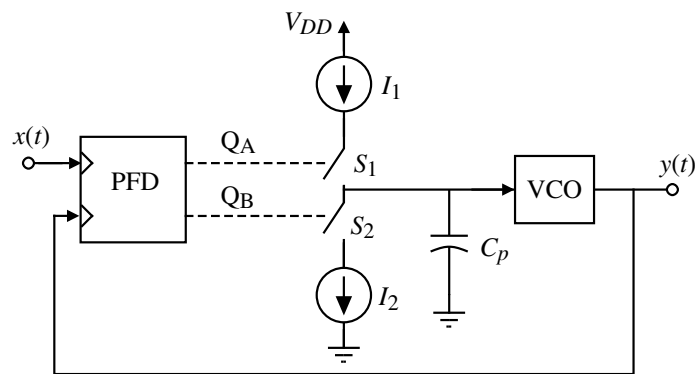 V_DD
I_1
x(t)
Q_A
PFD
S_1
y(t)
VCO
Q_B
S_2
C_p
I_2